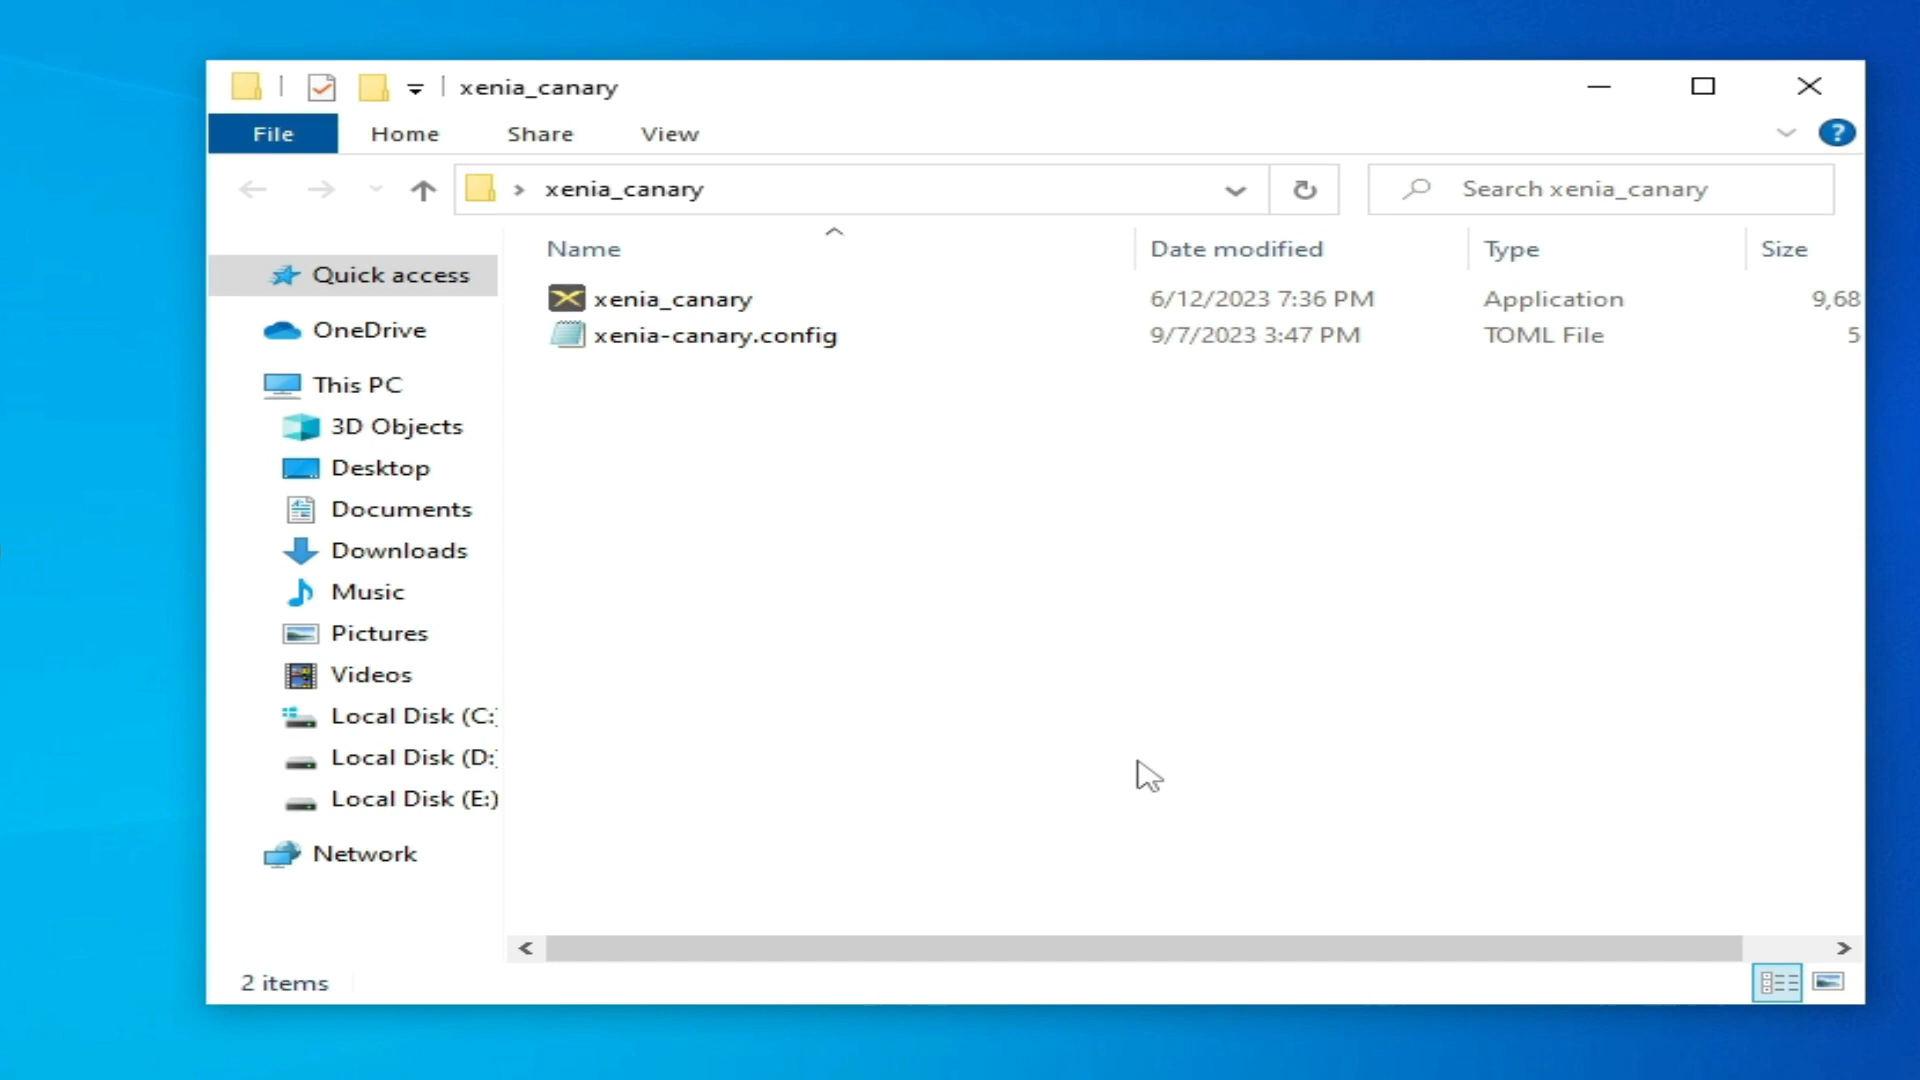 xenia_canary
File Home Share View
?
xenia_canary
Search xenia_canary
Name Date modified Type Size
xenia_canary 6/12/2023 7:36 PM Application 9,68
xenia-canary.config 9/7/2023 3:47 PM TOML File 5
Quick access
OneDrive
This PC
3D Objects
Desktop
Documents
Downloads
Music
Pictures
Videos
Local Disk (C:)
Local Disk (D:)
Local Disk (E:)
Network
2 items